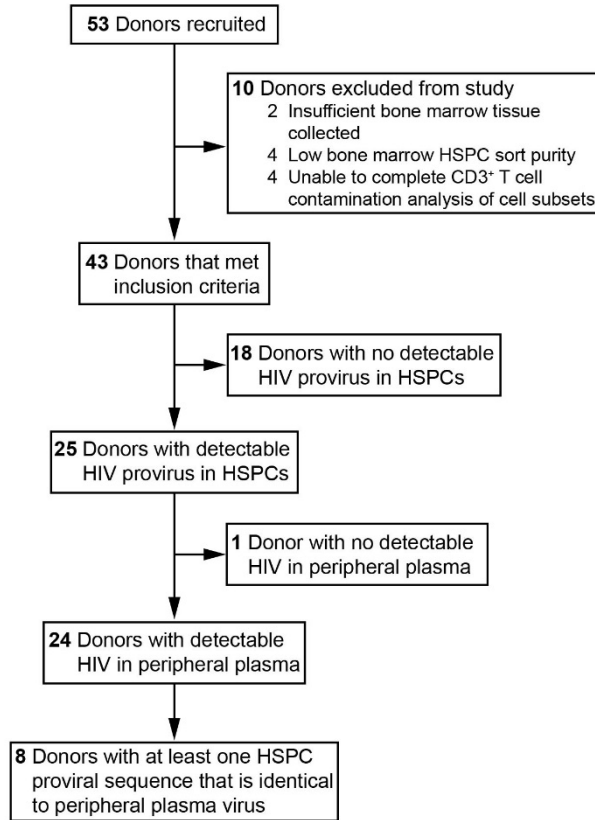 53 Donors recruited
10 Donors excluded from study
2 Insufficient bone marrow tissue
collected
4 Low bone marrow HSPC sort purity
4 Unable to complete CD3⁺ T cell
contamination analysis of cell subsets
43 Donors that met
inclusion criteria
18 Donors with no detectable
HIV provirus in HSPCs
25 Donors with detectable
HIV provirus in HSPCs
1 Donor with no detectable
HIV in peripheral plasma
24 Donors with detectable
HIV in peripheral plasma
8 Donors with at least one HSPC
proviral sequence that is identical
to peripheral plasma virus